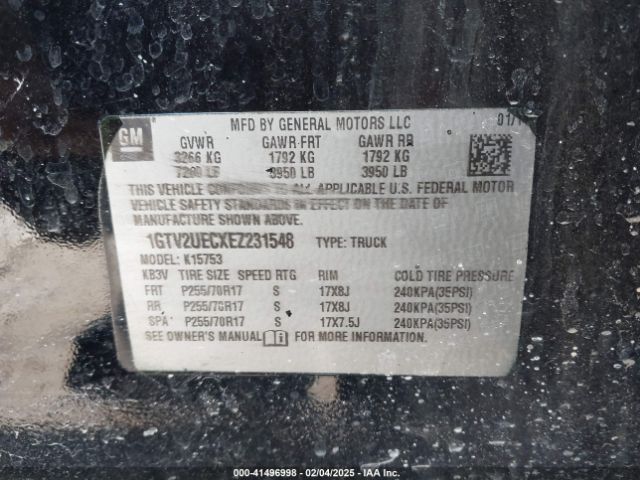 GM
MFD BY GENERAL MOTORS LLC 01/1
GVWR GAWR FRT GAWR RR
3266 KG 1792 KG 1792 KG
7200 LB 3950 LB 3950 LB
THIS VEHICLE CONFORMS TO ALL APPLICABLE U.S. FEDERAL MOTOR
VEHICLE SAFETY STANDARDS IN EFFECT ON THE DATE OF
MANUFACTURE SHOWN ABOVE.
1GTV2UECXEZ231548 TYPE: TRUCK
MODEL: K15753
KB3V TIRE SIZE SPEED RTG RIM COLD TIRE PRESSURE
FRT P255/70R17 S 17X8J 240KPA(35PSI)
RR P255/70R17 S 17X8J 240KPA(35PSI)
SPA P255/70R17 S 17X7.5J 240KPA(35PSI)
SEE OWNER'S MANUAL FOR MORE INFORMATION.
000-41496998 - 02/04/2025 - IAA Inc.